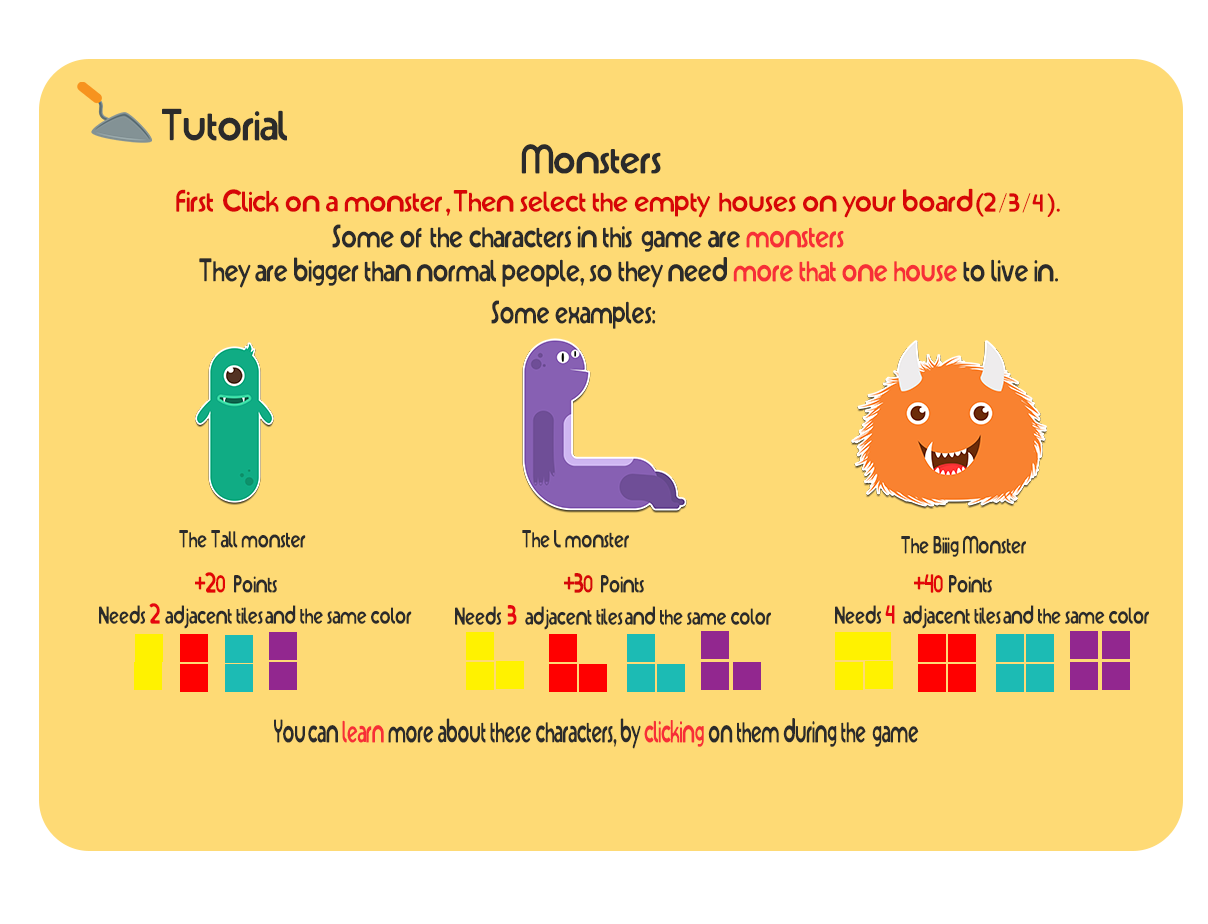 Tutorial
Monsters
First Click on a monster, Then select the empty houses on your board (2/3/4).
Some of the characters in this game are monsters
They are bigger than normal people, so they need more that one house to live in.
Some examples:
The Tall monster
+20 Points
Needs 2 adjacent tiles and the same color
The L monster
+30 Points
Needs 3 adjacent tiles and the same color
The Biiig Monster
+40 Points
Needs 4 adjacent tiles and the same color
You can learn more about these characters, by clicking on them during the game